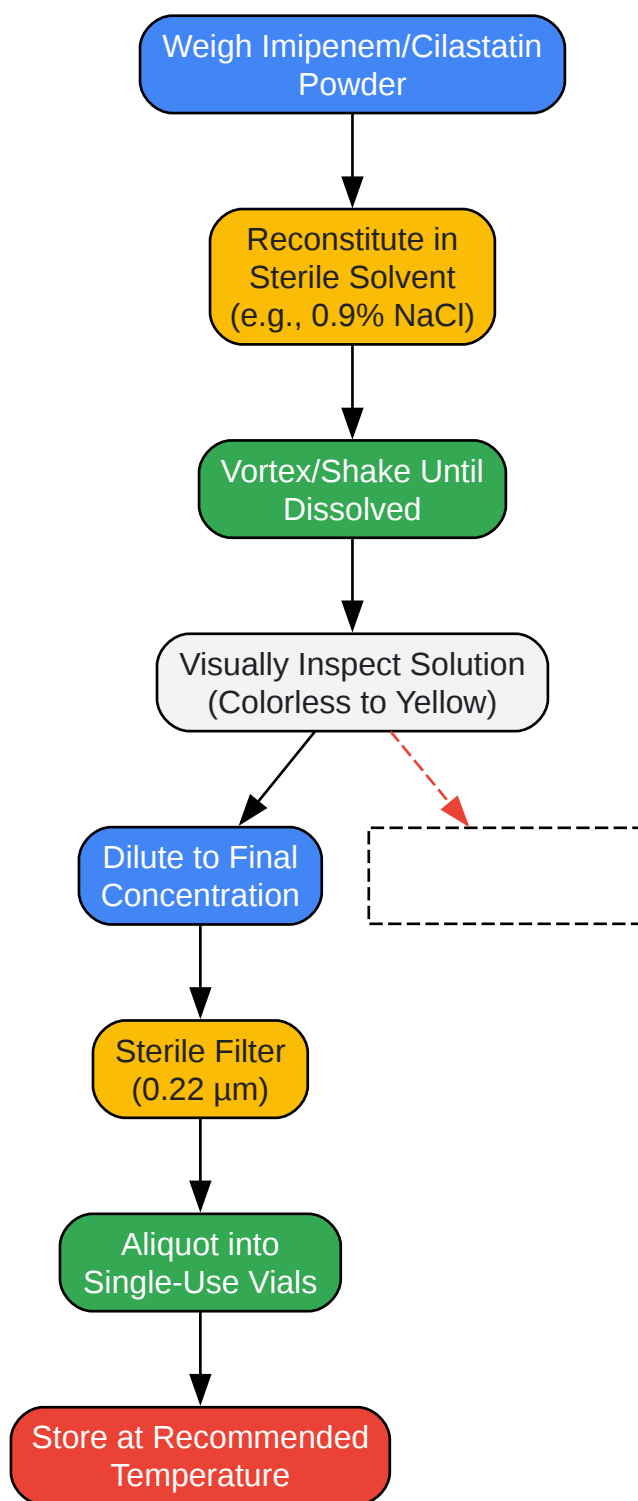 Weigh Imipenem/Cilastatin
Powder
Reconstitute in
Sterile Solvent
(e.g., 0.9% NaCl)
Vortex/Shake Until
Dissolved
Visually Inspect Solution
(Colorless to Yellow)
Dilute to Final
Concentration
Sterile Filter
(0.22 µm)
Aliquot into
Single-Use Vials
Store at Recommended
Temperature